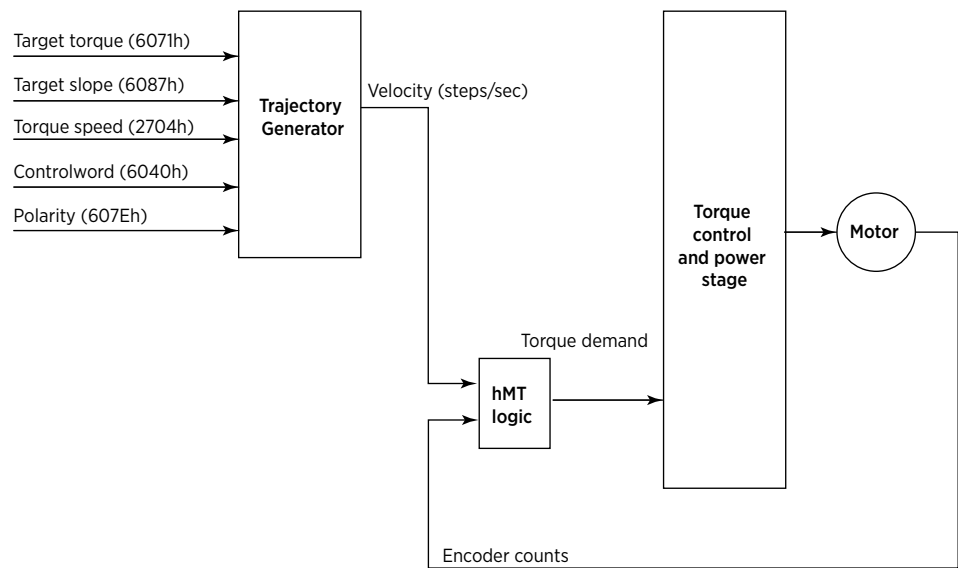 Target torque (6071h)
Target slope (6087h)
Torque speed (2704h)
Controlword (6040h)
Polarity (607Eh)
Trajectory
Generator
Velocity (steps/sec)
Torque
control
and power
stage
Motor
Torque demand
hMT
logic
Encoder counts